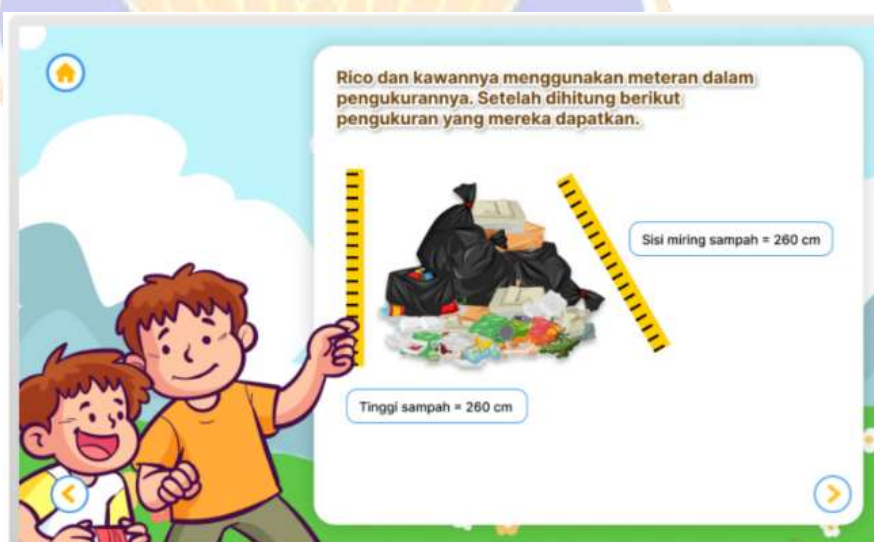 Rico dan kawannya menggunakan meteran dalam
pengukurannya. Setelah dihitung berikut
pengukuran yang mereka dapatkan.
Sisi miring sampah = 260 cm
Tinggi sampah = 260 cm